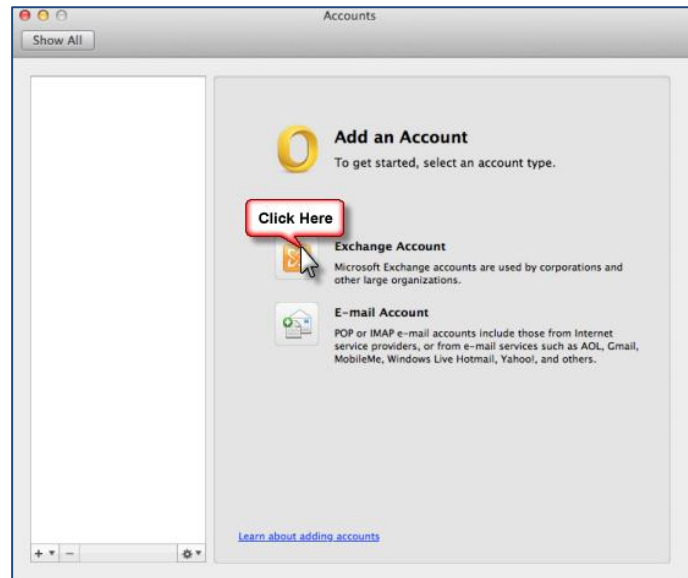 Accounts
Show All
Add an Account
To get started, select an account type.
Click Here
Exchange Account
Microsoft Exchange accounts are used by corporations and
other large organizations.
E-mail Account
POP or IMAP e-mail accounts include those from Internet
service providers, or from e-mail services such as AOL, Gmail,
MobileMe, Windows Live Hotmail, Yahoo!, and others.
Learn about adding accounts